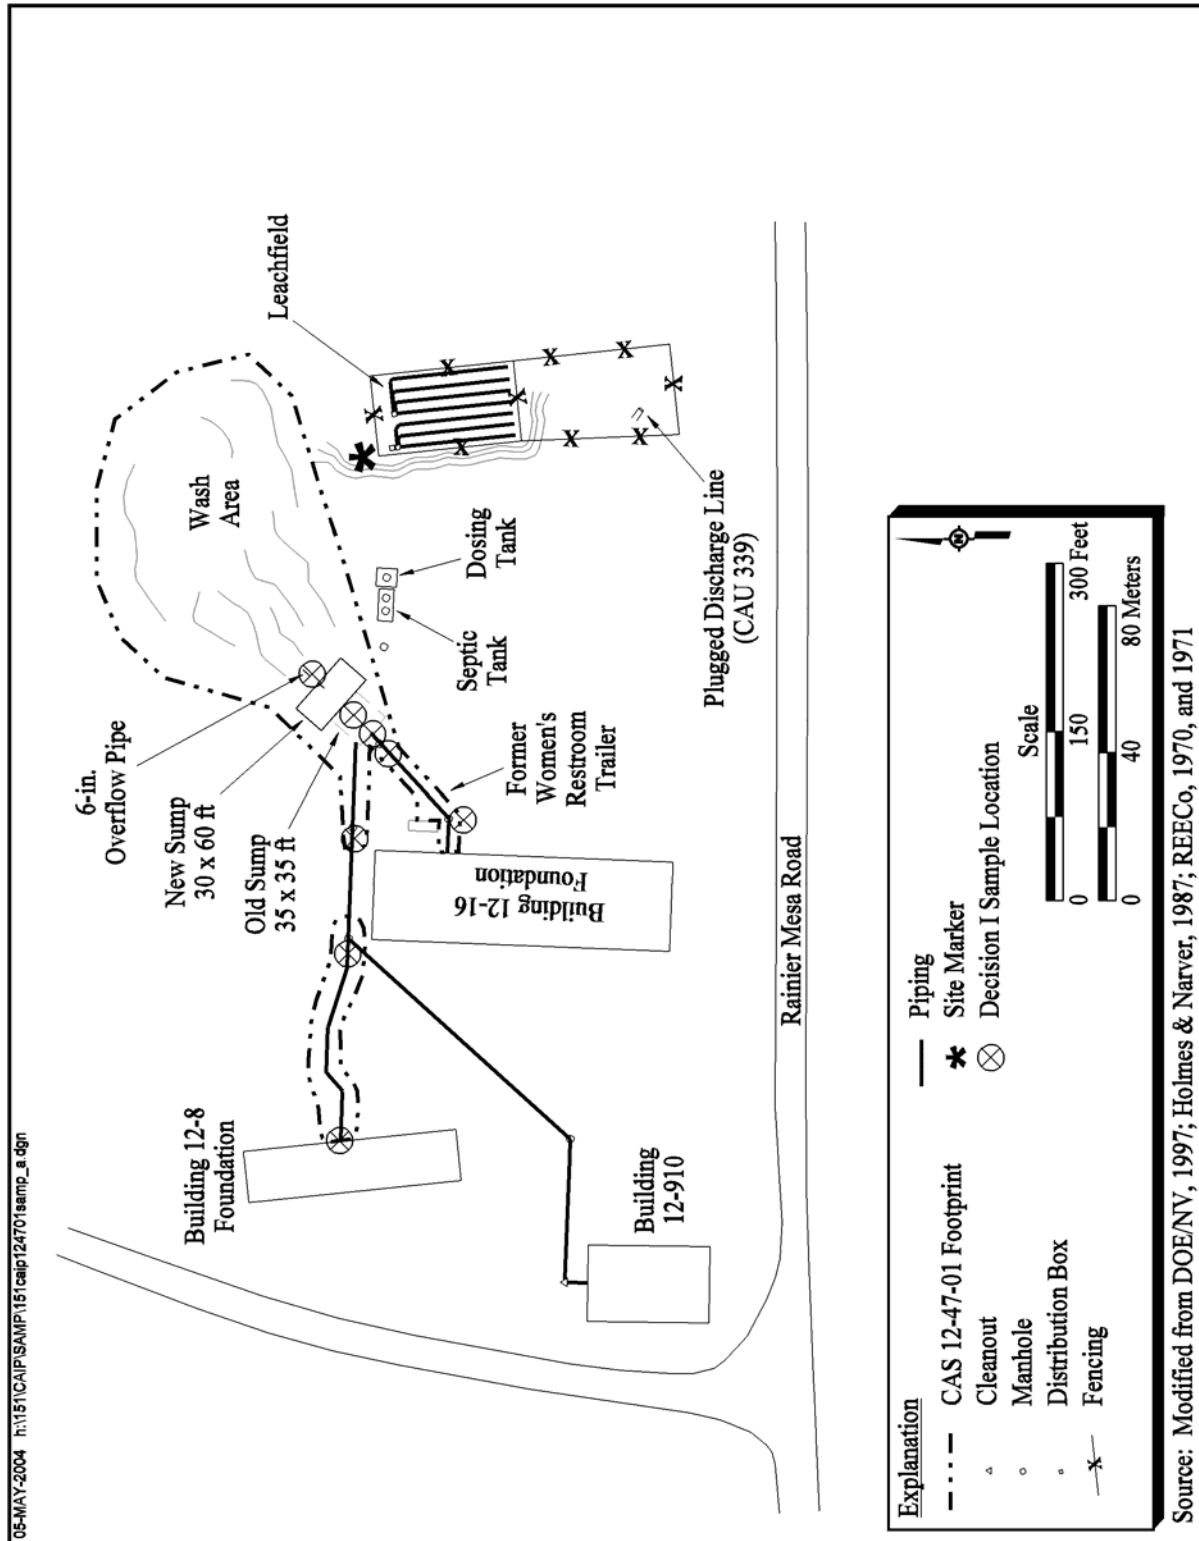 05-MAY-2004 h:\151\CAIP\SAMP\151caip124701samp_a.dgn
6-in.
Overflow Pipe
New Sump
30 x 60 ft
Old Sump
35 x 35 ft
Building 12-8
Foundation
Wash
Area
Leachfield
Dosing
Tank
Septic
Tank
Former
Women's
Restroom
Trailer
Building 12-16
Foundation
Building
12-910
Plugged Discharge Line
(CAU 339)
Rainier Mesa Road
X
X
X
X
X
X
X
X
X
Explanation
CAS 12-47-01 Footprint
Cleanout
Manhole
Distribution Box
X Fencing
Piping
Site Marker
Decision I Sample Location
N
Scale
0 150 300 Feet
0 40 80 Meters
Source: Modified from DOE/NV, 1997; Holmes & Narver, 1987; REECo, 1970, and 1971